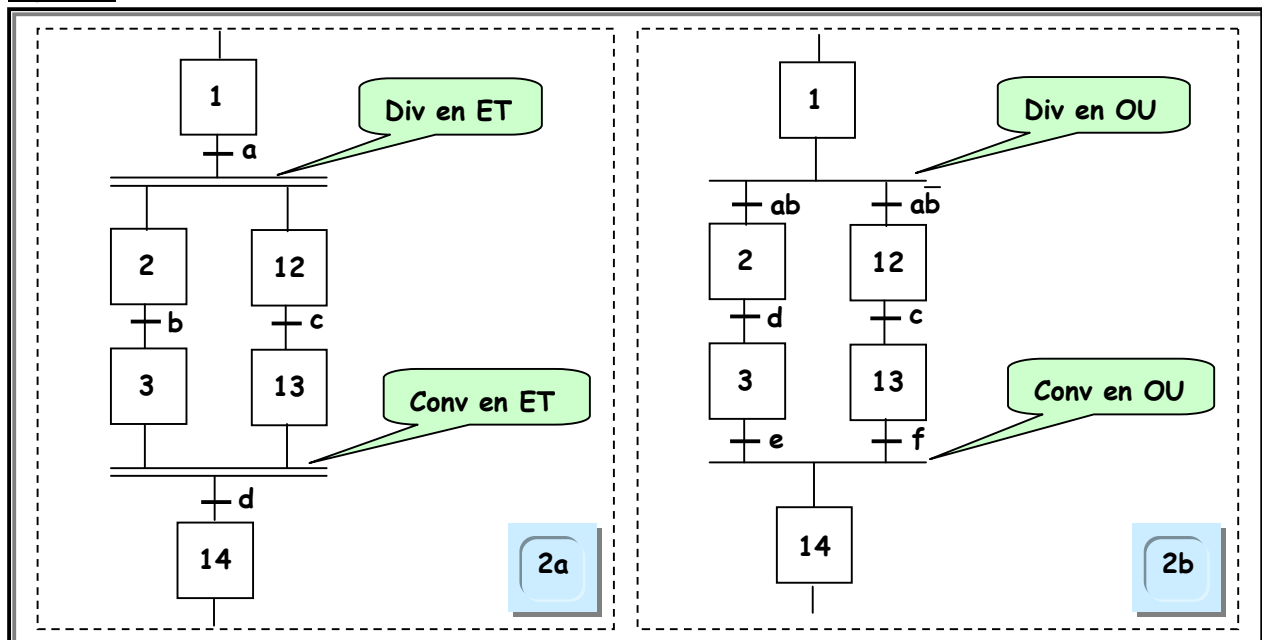 1
Div en ET
a
2
12
b
c
3
13
Conv en ET
d
14
2a
1
Div en OU
ab
ab̅
2
12
d
c
3
13
Conv en OU
e
f
14
2b